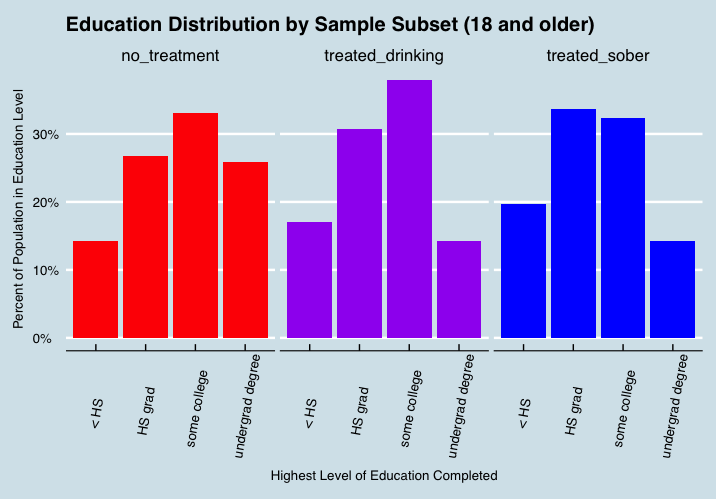 Education Distribution by Sample Subset (18 and older)
no_treatment
treated_drinking
treated_sober
Percent of Population in Education Level
30%
20%
10%
0%
< HS
HS grad
some college
undergrad degree
< HS
HS grad
some college
undergrad degree
< HS
HS grad
some college
undergrad degree
Highest Level of Education Completed